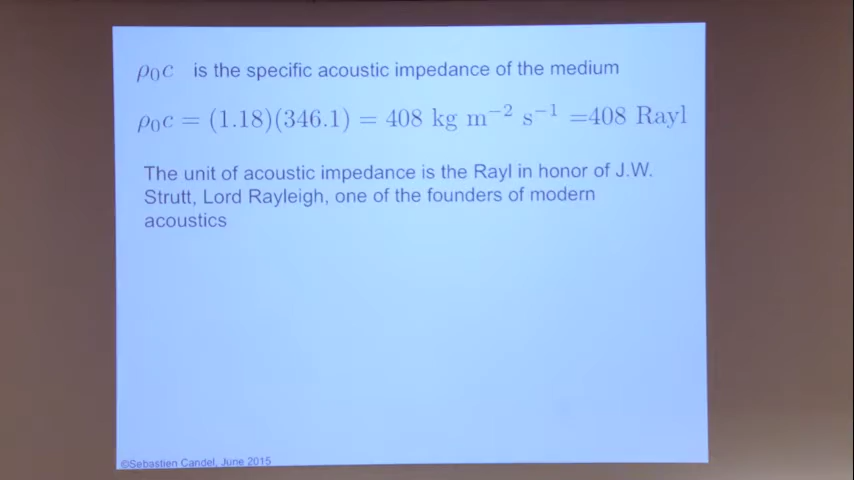 ρ₀c is the specific acoustic impedance of the medium
ρ₀c = (1.18)(346.1) = 408 kg m⁻² s⁻¹ =408 Rayl
The unit of acoustic impedance is the Rayl in honor of J.W.
Strutt, Lord Rayleigh, one of the founders of modern
acoustics
©Sebastien Candel, June 2015